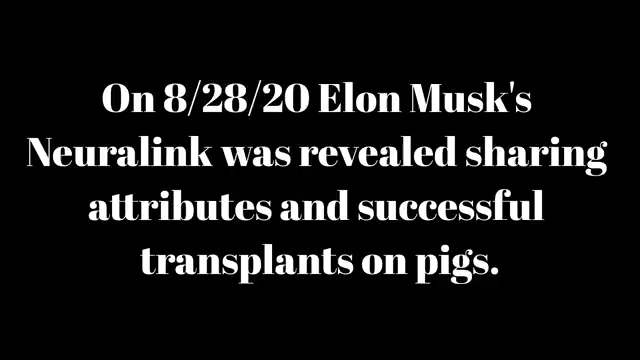 On 8/28/20 Elon Musk's
Neuralink was revealed sharing
attributes and successful
transplants on pigs.